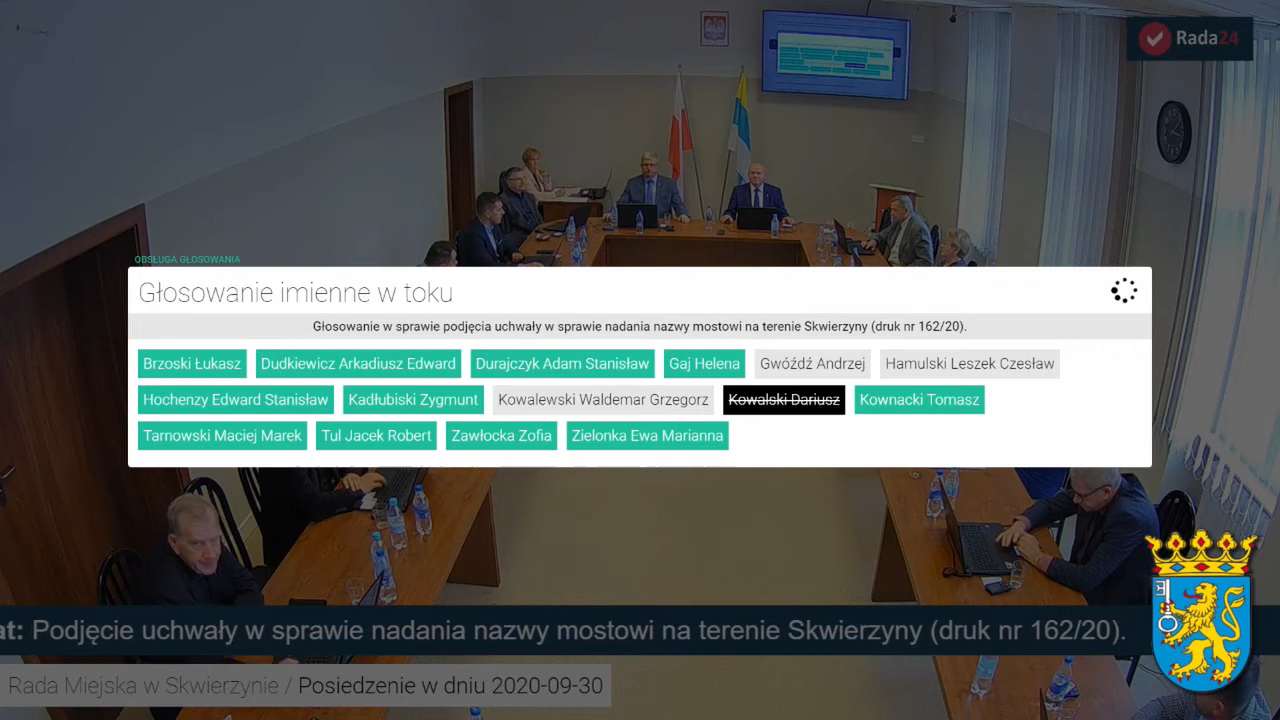 Rada24
OBSŁUGA GŁOSOWANIA
Głosowanie imienne w toku
Głosowanie w sprawie podjęcia uchwały w sprawie nadania nazwy mostowi na terenie Skwierzyny (druk nr 162/20).
Brzoski Łukasz Dudkiewicz Arkadiusz Edward Durajczyk Adam Stanisław Gaj Helena Gwóźdź Andrzej Hamulski Leszek Czesław
Hochenzy Edward Stanisław Kadłubiski Zygmunt Kowalewski Waldemar Grzegorz Kowalski Dariusz Kownacki Tomasz
Tarnowski Maciej Marek Tul Jacek Robert Zawłocka Zofia Zielonka Ewa Marianna
at: Podjęcie uchwały w sprawie nadania nazwy mostowi na terenie Skwierzyny (druk nr 162/20).
Rada Miejska w Skwierzynie / Posiedzenie w dniu 2020-09-30